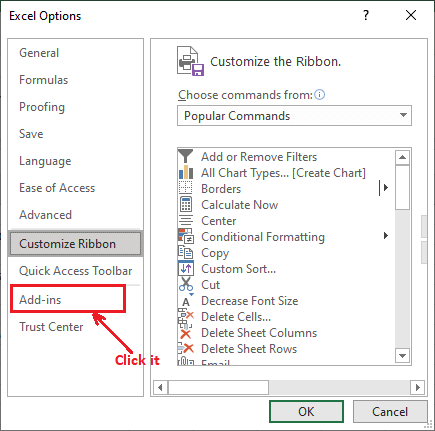 Excel Options
?
General
Formulas
Proofing
Save
Language
Ease of Access
Advanced
Customize Ribbon
Quick Access Toolbar
Add-ins
Trust Center
Click it
Customize the Ribbon.
Choose commands from:
Popular Commands
Add or Remove Filters
All Chart Types... [Create Chart]
Borders
Calculate Now
Center
Conditional Formatting
Copy
Custom Sort...
Cut
Decrease Font Size
Delete Cells...
Delete Sheet Columns
Delete Sheet Rows
Email
OK
Cancel